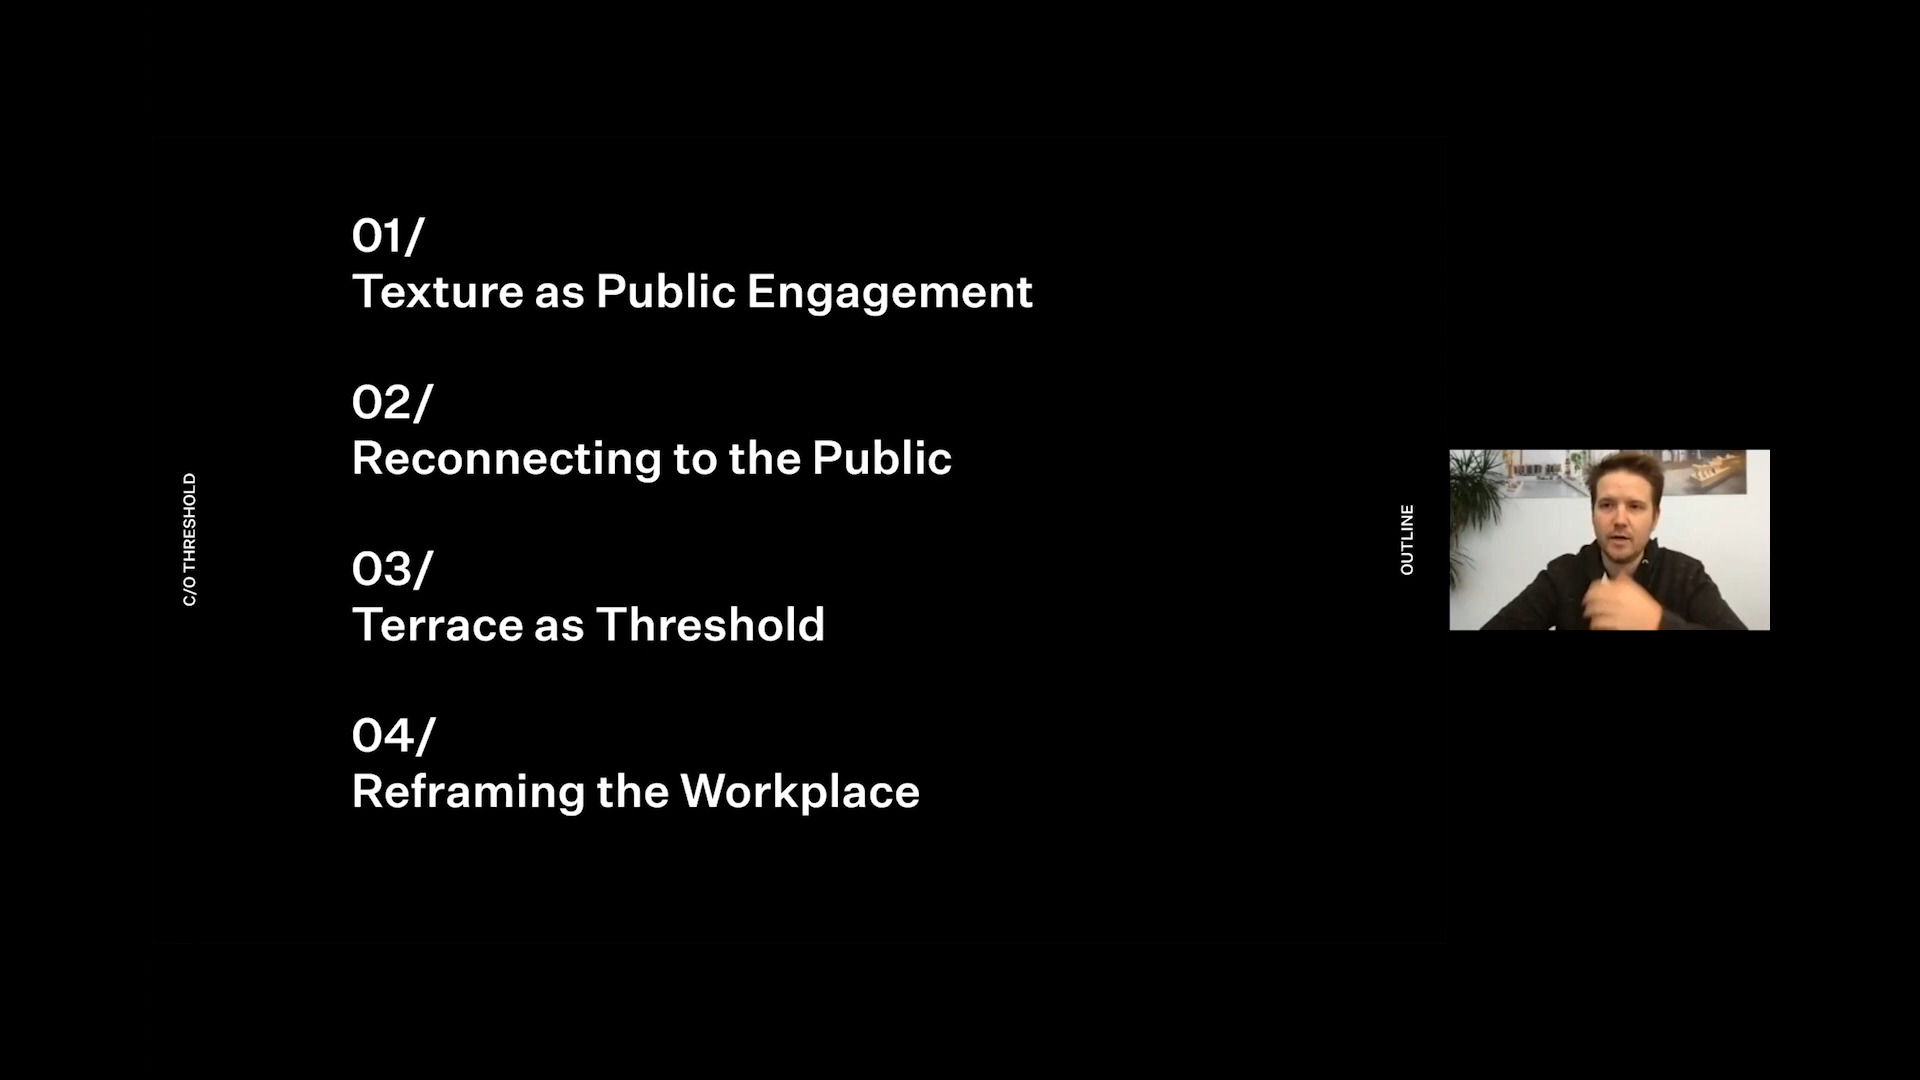 01/
Texture as Public Engagement
02/
Reconnecting to the Public
03/
Terrace as Threshold
04/
Reframing the Workplace
C/O THRESHOLD
OUTLINE